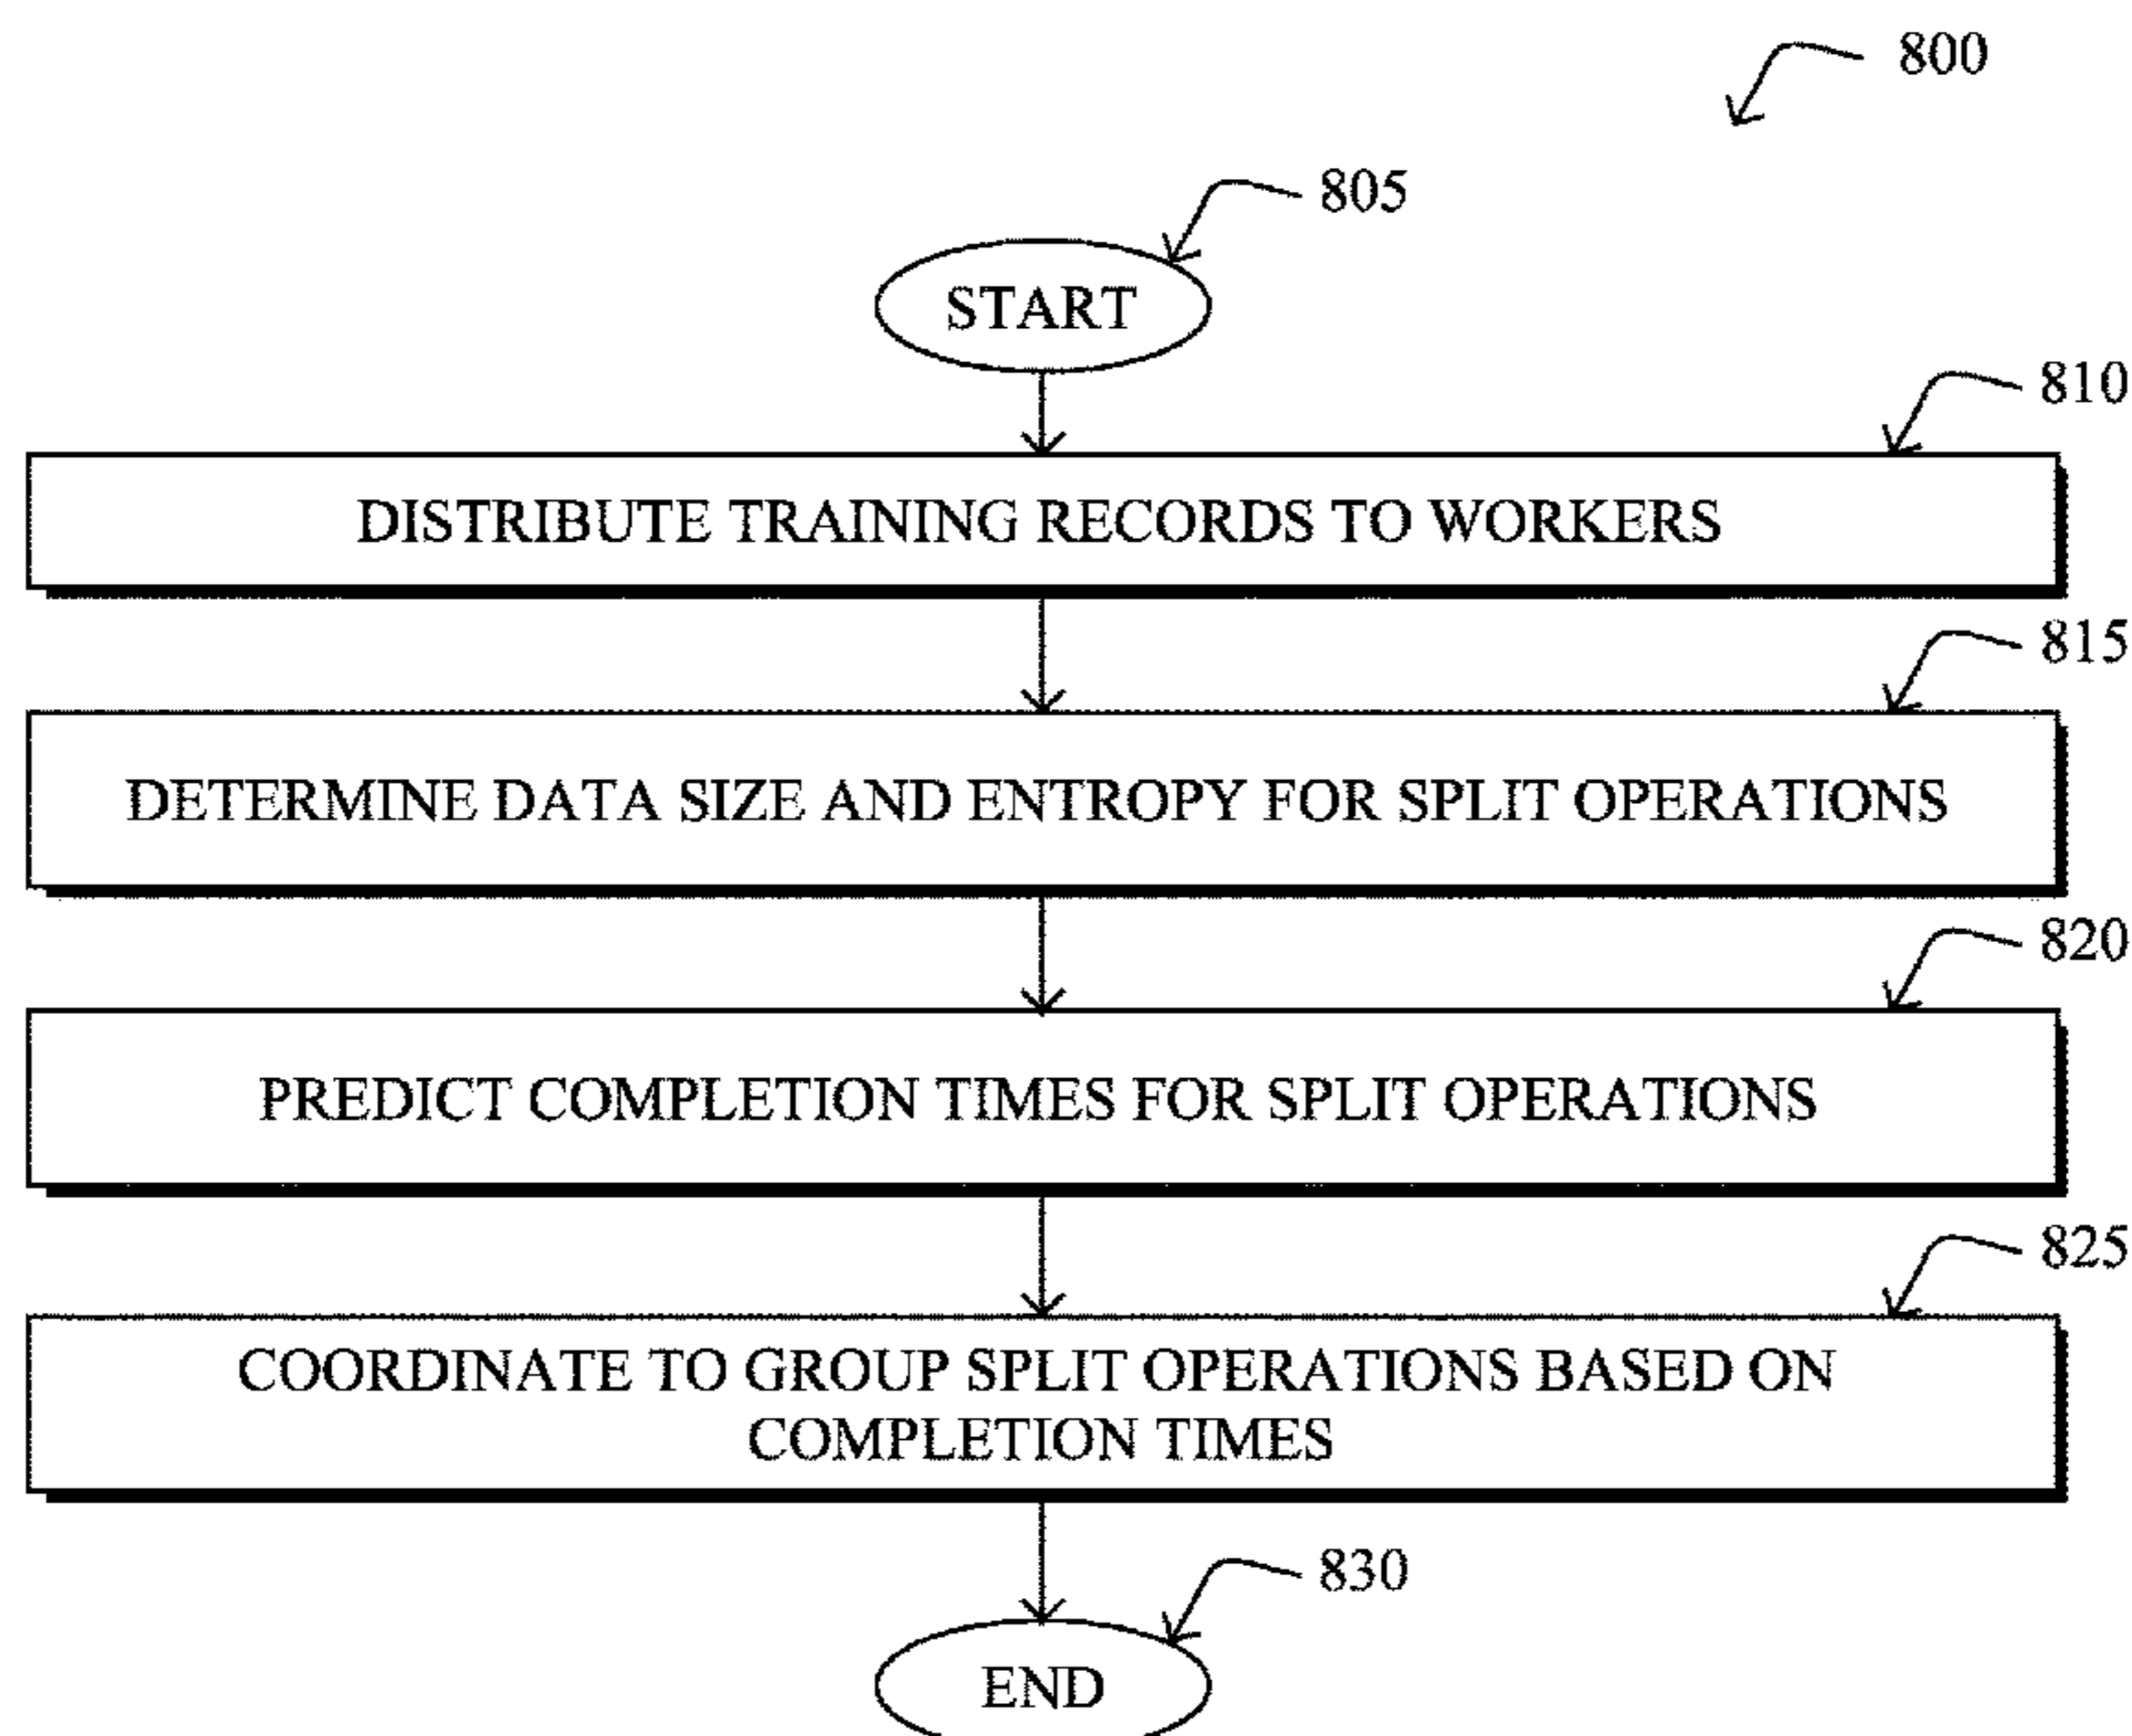 800
805
START
810
DISTRIBUTE TRAINING RECORDS TO WORKERS
815
DETERMINE DATA SIZE AND ENTROPY FOR SPLIT OPERATIONS
820
PREDICT COMPLETION TIMES FOR SPLIT OPERATIONS
825
COORDINATE TO GROUP SPLIT OPERATIONS BASED ON
COMPLETION TIMES
830
END